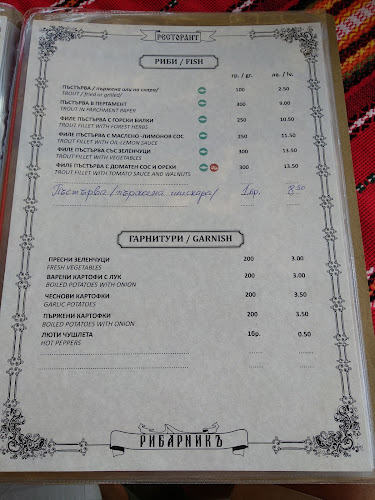 РЕСТОРАНТ
РИБИ / FISH
гр. / gr. лв. / lv.
ПЪСТЪРВА / пържена или на скара/ 100 2.50
TROUT / fried or grilled/
ПЪСТЪРВА В ПЕРГАМЕНТ 300 9.00
TROUT IN PARCHMENT PAPER
ФИЛЕ ПЪСТЪРВА С ГОРСКИ БИЛКИ 250 10.50
TROUT FILLET WITH FOREST HERBS
ФИЛЕ ПЪСТЪРВА С МАСЛЕНО-ЛИМОНОВ СОС 250 11.50
TROUT FILLET WITH OIL-LEMON SAUCE
ФИЛЕ ПЪСТЪРВА СЪС ЗЕЛЕНЧУЦИ 300 13.50
TROUT FILLET WITH VEGETABLES
ФИЛЕ ПЪСТЪРВА С ДОМАТЕН СОС И ОРЕХИ 300 13.50
TROUT FILLET WITH TOMATO SAUCE AND WALNUTS
Пъстърва /пържена или скара/ 1бр. 8.50
ГАРНИТУРИ / GARNISH
ПРЕСНИ ЗЕЛЕНЧУЦИ 200 3.00
FRESH VEGETABLES
ВАРЕНИ КАРТОФИ С ЛУК 200 3.00
BOILED POTATOES WITH ONION
ЧЕСНОВИ КАРТОФКИ 200 3.50
GARLIC POTATOES
ПЪРЖЕНИ КАРТОФКИ 200 3.50
BOILED POTATOES WITH ONION
ЛЮТИ ЧУШЛЕТА 1бр. 0.50
HOT PEPPERS
РИБАРНИКЪ